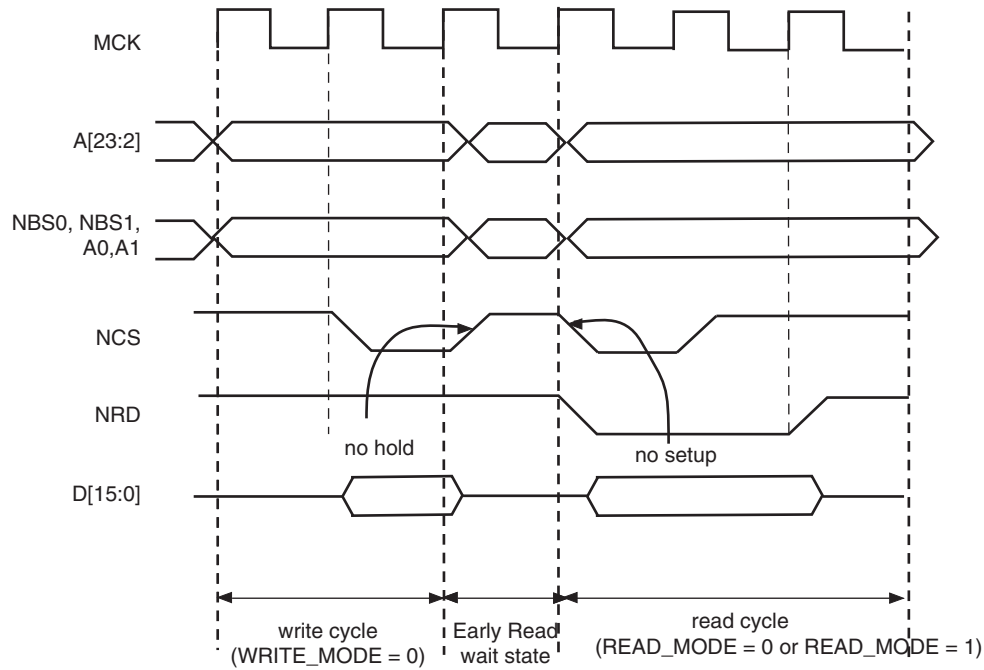 MCK
A[23:2]
NBS0, NBS1,
A0,A1
NCS
NRD
no hold
no setup
D[15:0]
write cycle
(WRITE_MODE = 0)
Early Read
wait state
read cycle
(READ_MODE = 0 or READ_MODE = 1)